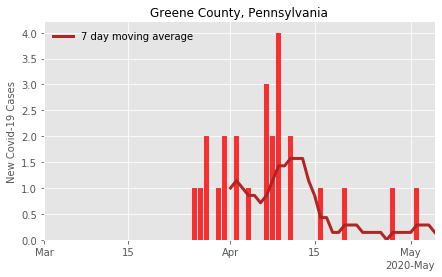 Greene County, Pennsylvania
7 day moving average
New Covid-19 Cases
4.0
3.5
3.0
2.5
2.0
1.5
1.0
0.5
0.0
Mar 15 Apr 15 May
2020-May